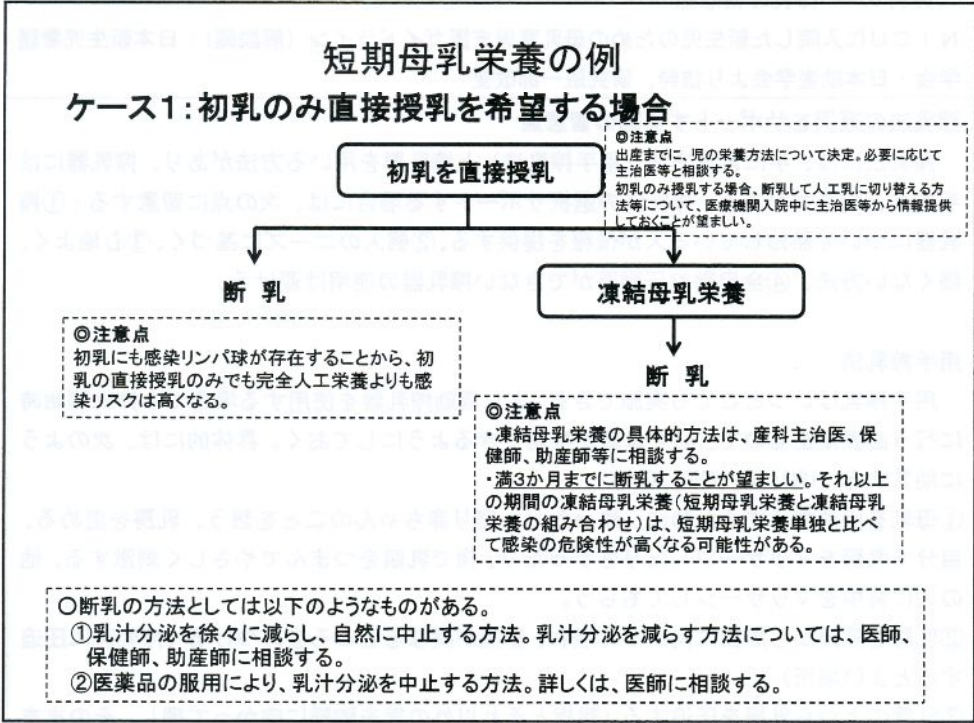 短期母乳栄養の例
ケース1：初乳のみ直接授乳を希望する場合
初乳を直接授乳
◎注意点
出産までに、児の栄養方法について決定。必要に応じて
主治医等と相談する。
初乳のみ授乳する場合、断乳して人工乳に切り替える方
法等について、医療機関入院中に主治医等から情報提供
しておくことが望ましい。
断 乳
◎注意点
初乳にも感染リンパ球が存在することから、初
乳の直接授乳のみでも完全人工栄養よりも感
染リスクは高くなる。
凍結母乳栄養
断 乳
◎注意点
・凍結母乳栄養の具体的方法は、産科主治医、保
健師、助産師等に相談する。
・満3か月までに断乳することが望ましい。それ以上
の期間の凍結母乳栄養（短期母乳栄養と凍結母乳
栄養の組み合わせ）は、短期母乳栄養単独と比べ
て感染の危険性が高くなる可能性がある。
○断乳の方法としては以下のようなものがある。
①乳汁分泌を徐々に減らし、自然に中止する方法。乳汁分泌を減らす方法については、医師、
保健師、助産師に相談する。
②医薬品の服用により、乳汁分泌を中止する方法。詳しくは、医師に相談する。